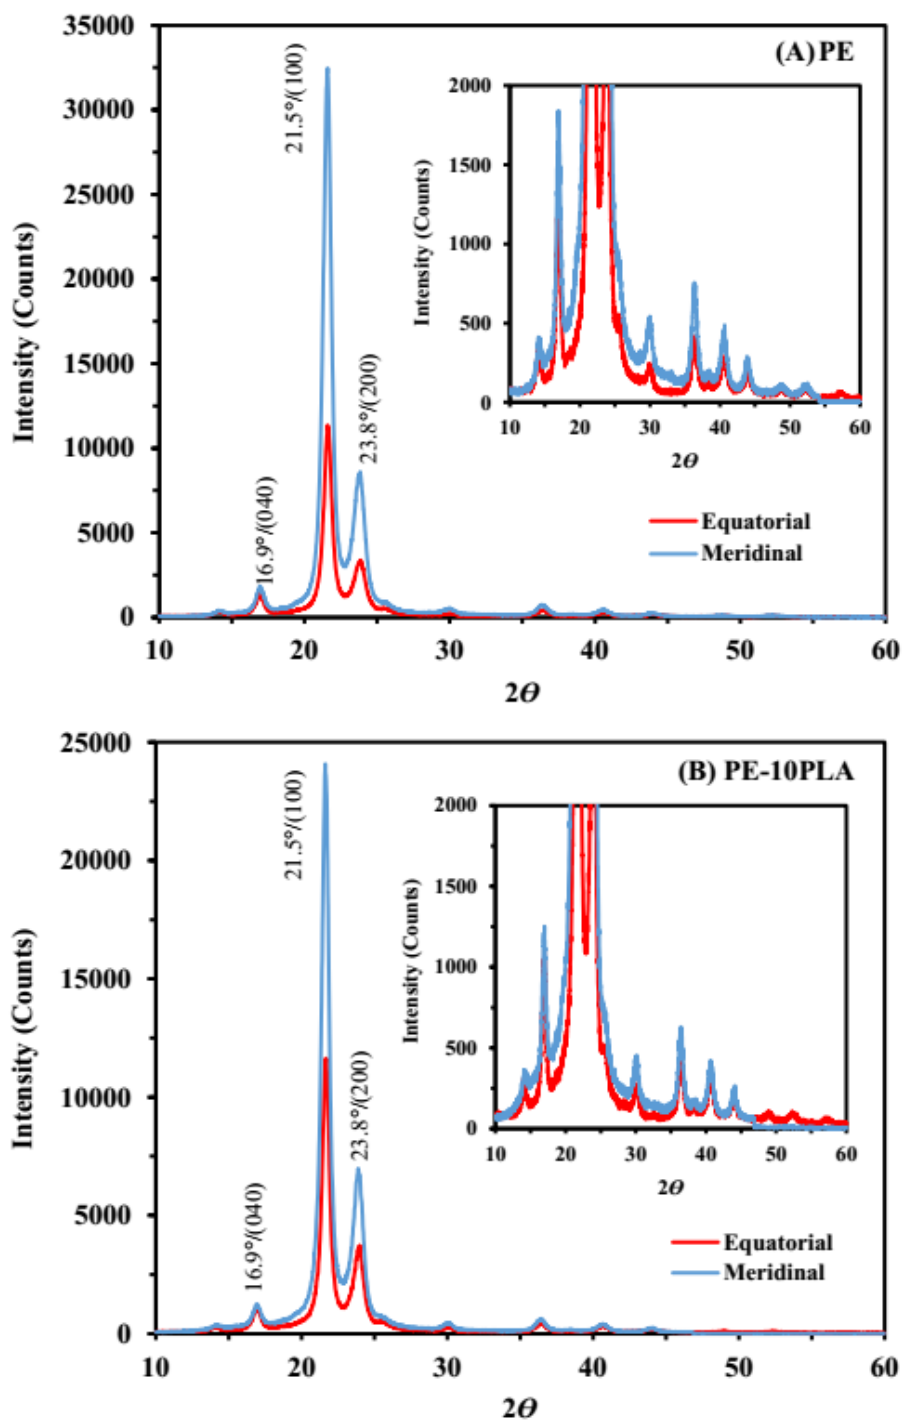 (A) PE
35000
30000
25000
20000
15000
10000
5000
0
Intensity (Counts)
21.5°/(100)
23.8°/(200)
16.9°/(040)
2000
1500
1000
500
0
Intensity (Counts)
10 20 30 40 50 60
2Θ
Equatorial
Meridinal
10 20 30 40 50 60
2Θ
(B) PE-10PLA
25000
20000
15000
10000
5000
0
Intensity (Counts)
21.5°/(100)
23.8°/(200)
16.9°/(040)
2000
1500
1000
500
0
Intensity (Counts)
10 20 30 40 50 60
2Θ
Equatorial
Meridinal
10 20 30 40 50 60
2Θ